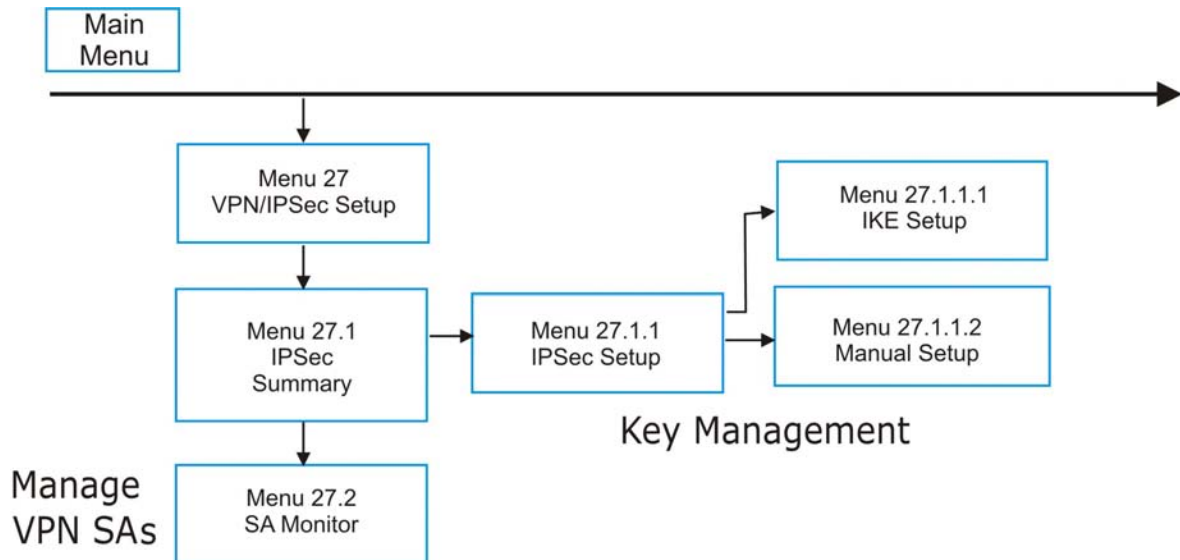 Main
Menu
Menu 27
VPN/IPSec Setup
Menu 27.1
IPSec
Summary
Menu 27.1.1
IPSec Setup
Menu 27.1.1.1
IKE Setup
Menu 27.1.1.2
Manual Setup
Key Management
Manage
VPN SAs
Menu 27.2
SA Monitor